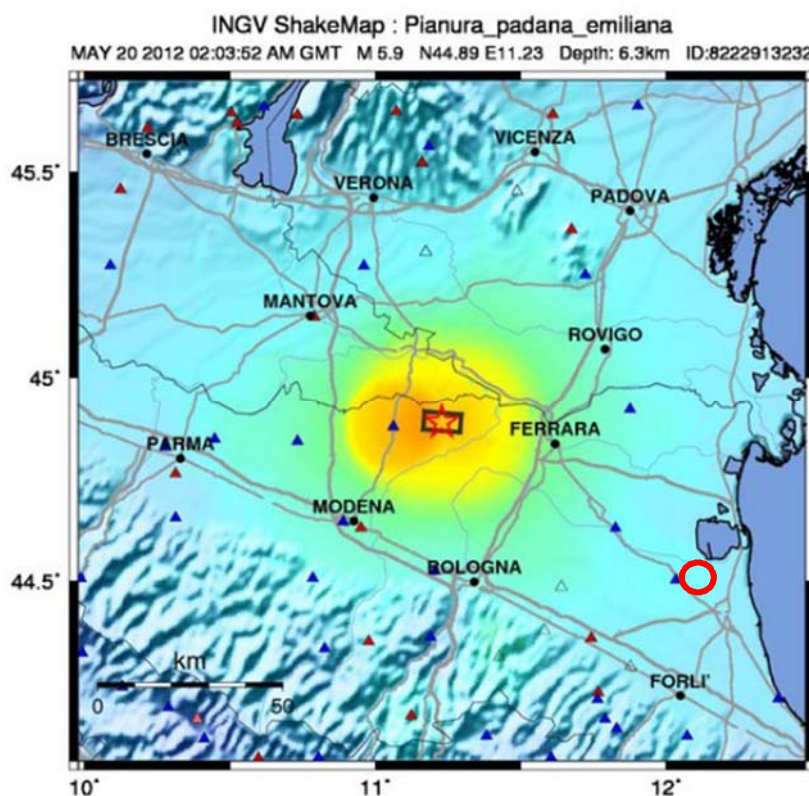 INGV ShakeMap : Pianura_padana_emiliana
MAY 20 2012 02:03:52 AM GMT M 5.9 N44.89 E11.23 Depth: 6.3km ID:8222913232
BRESCIA
VICENZA
45.5°
VERONA
PADOVA
MANTOVA
ROVIGO
45°
FERRARA
PARMA
MODENA
BOLOGNA
44.5°
km
FORLI'
0 50
10° 11° 12°